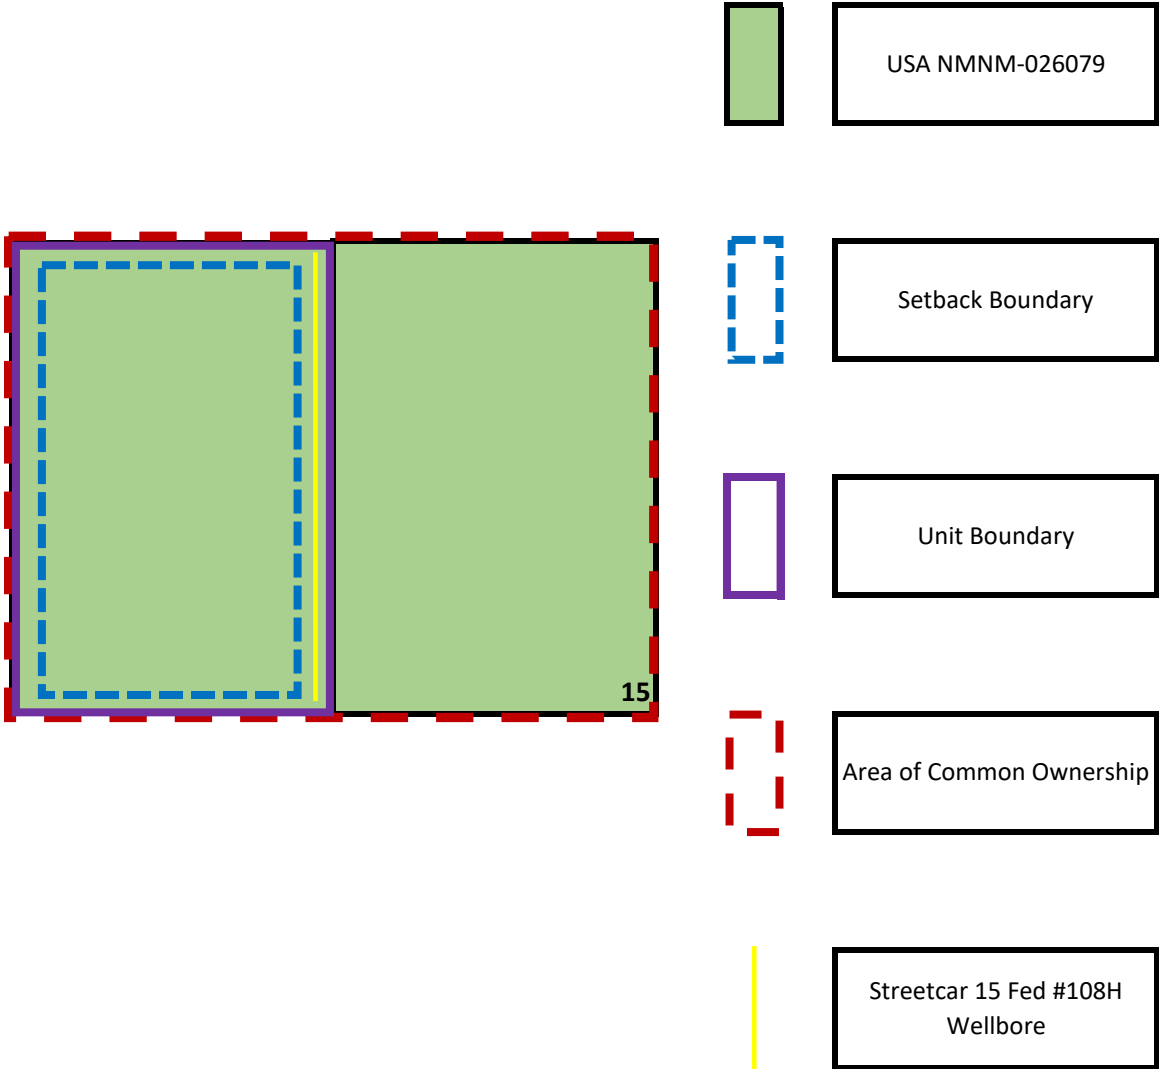 USA NMNM-026079
Setback Boundary
Unit Boundary
15
Area of Common Ownership
Streetcar 15 Fed #108H
Wellbore